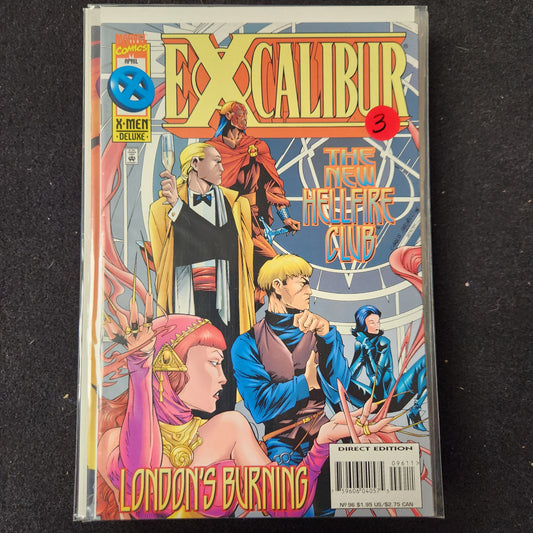 MARVEL
COMICS
APRIL
X-MEN
DELUXE
EXCALIBUR
3
THE
NEW
HELLFIRE
CLUB
LONDON'S BURNING
DIRECT EDITION
09611
Nº 96 $1.95 US/$2.75 CAN